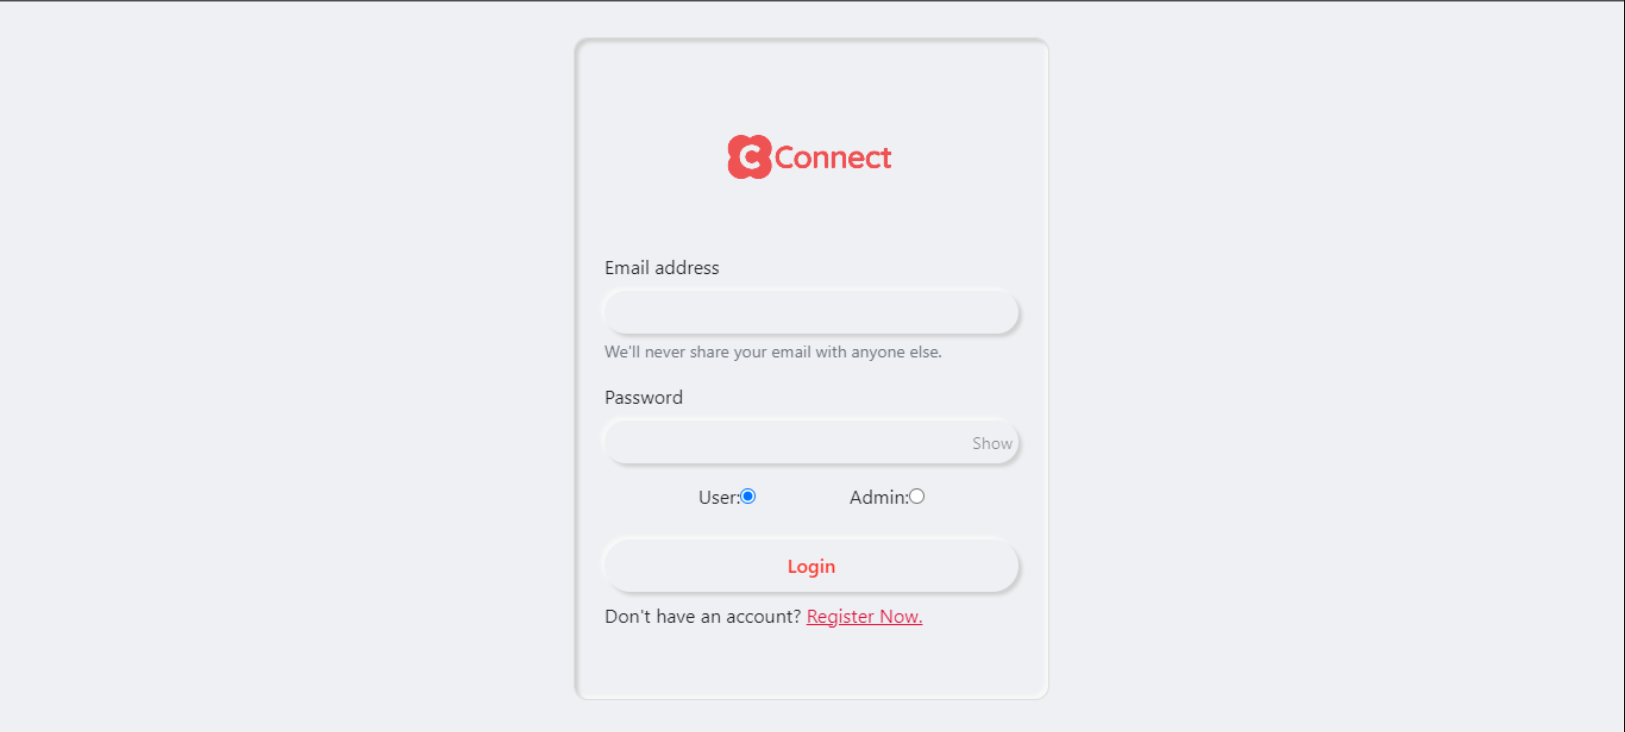 C Connect
Email address
We'll never share your email with anyone else.
Password
Show
User: Admin:
Login
Don't have an account? Register Now.